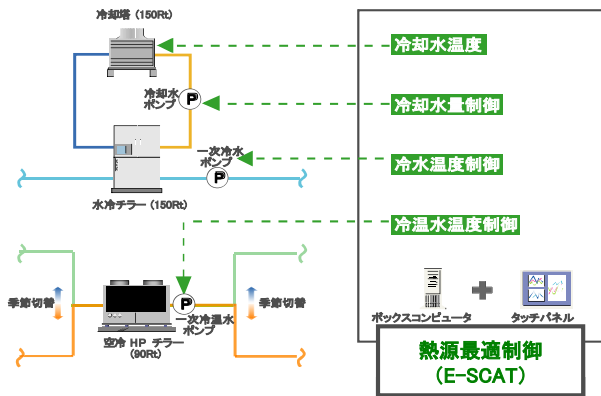 冷却塔 (150Rt)
冷却水温度
冷却水
ポンプ
P
冷却水量制御
一次冷水
ポンプ
P
冷水温度制御
水冷チラー (150Rt)
冷温水温度制御
季節切替
P
季節切替
一次冷温水
ポンプ
空冷 HP チラー
(90Rt)
ボックスコンピュータ
タッチパネル
熱源最適制御
(E-SCAT)